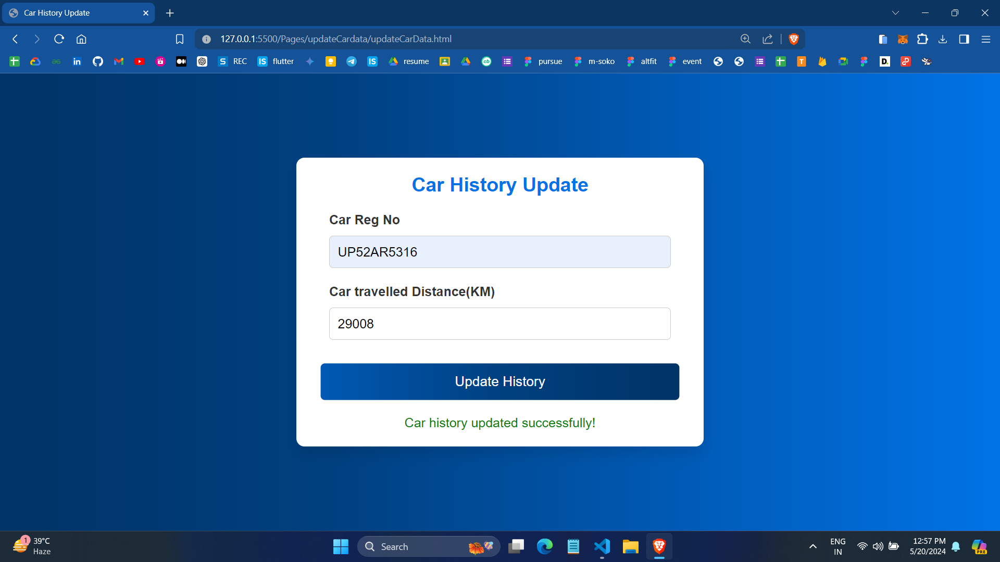 Car History Update
127.0.0.1:5500/Pages/updateCardata/updateCarData.html
REC flutter resume pursue m-soko altfit event
Car History Update
Car Reg No
UP52AR5316
Car travelled Distance(KM)
29008
Update History
Car history updated successfully!
1 39°C
Haze
Search
ENG
IN
12:57 PM
5/20/2024
PRE